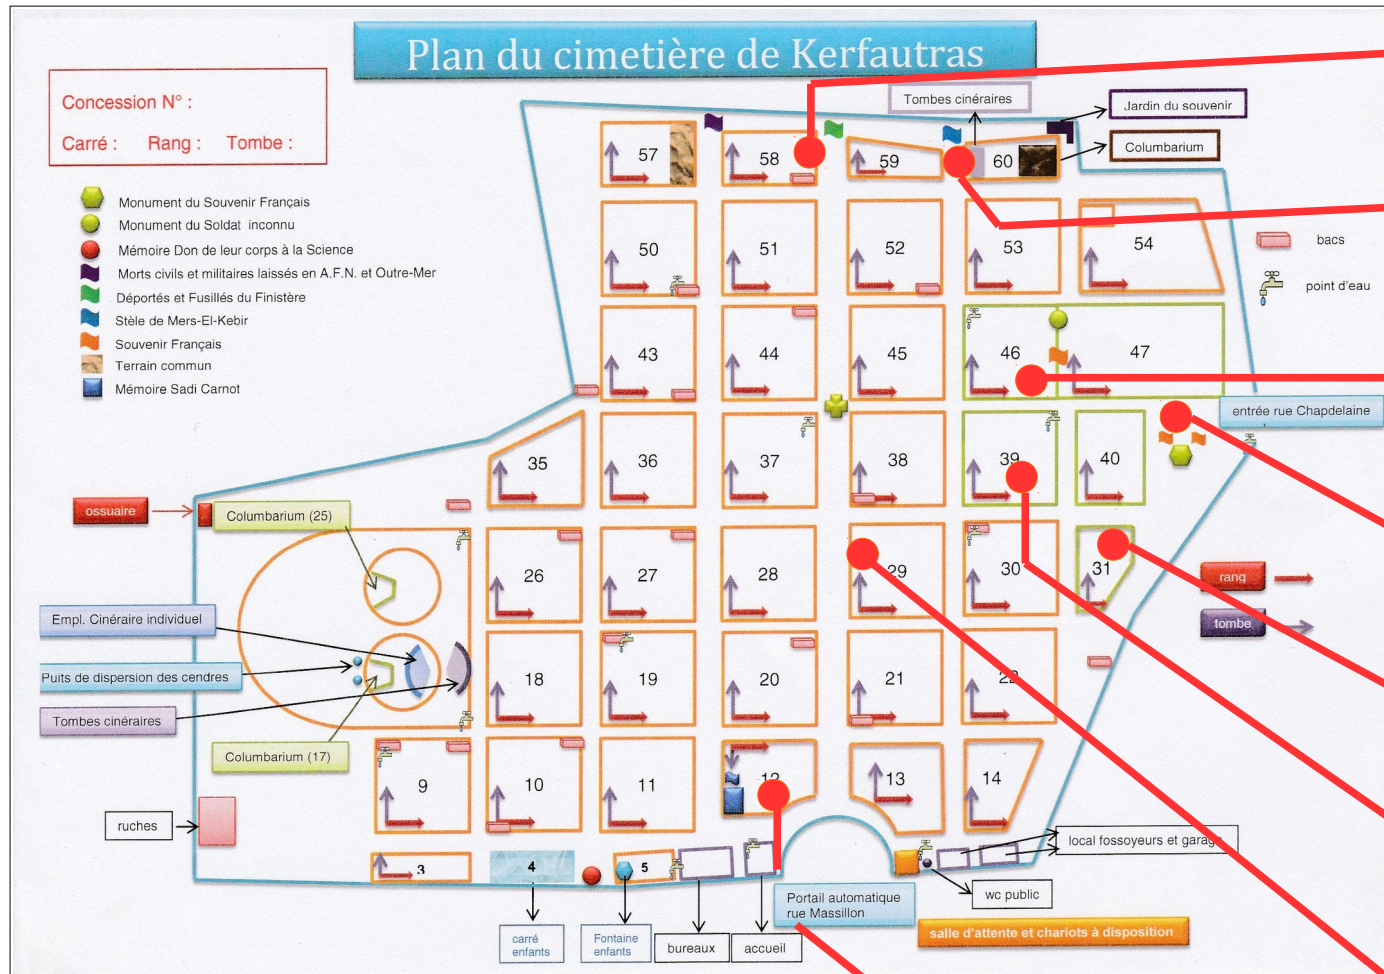 Plan du cimetière de Kerfautras
Concession N° :
Carré : Rang : Tombe :
Monument du Souvenir Français
Monument du Soldat inconnu
Mémoire Don de leur corps à la Science
Morts civils et militaires laissés en A.F.N. et Outre-Mer
Déportés et Fusillés du Finistère
Stèle de Mers-El-Kebir
Souvenir Français
Terrain commun
Mémoire Sadi Carnot
Tombes cinéraires
Jardin du souvenir
Columbarium
57
58
59
60
50
51
52
53
54
bacs
point d'eau
43
44
45
46
47
entrée rue Chapdelaine
35
36
37
38
39
40
ossuaire
Columbarium (25)
26
27
28
29
30
31
rang
tombe
Empl. Cinéraire individuel
Puits de dispersion des cendres
Tombes cinéraires
Columbarium (17)
18
19
20
21
22
9
10
11
12
13
14
ruches
3
4
5
local fossoyeurs et garage
wc public
Portail automatique
rue Massillon
salle d'attente et chariots à disposition
carré
enfants
Fontaine
enfants
bureaux
accueil